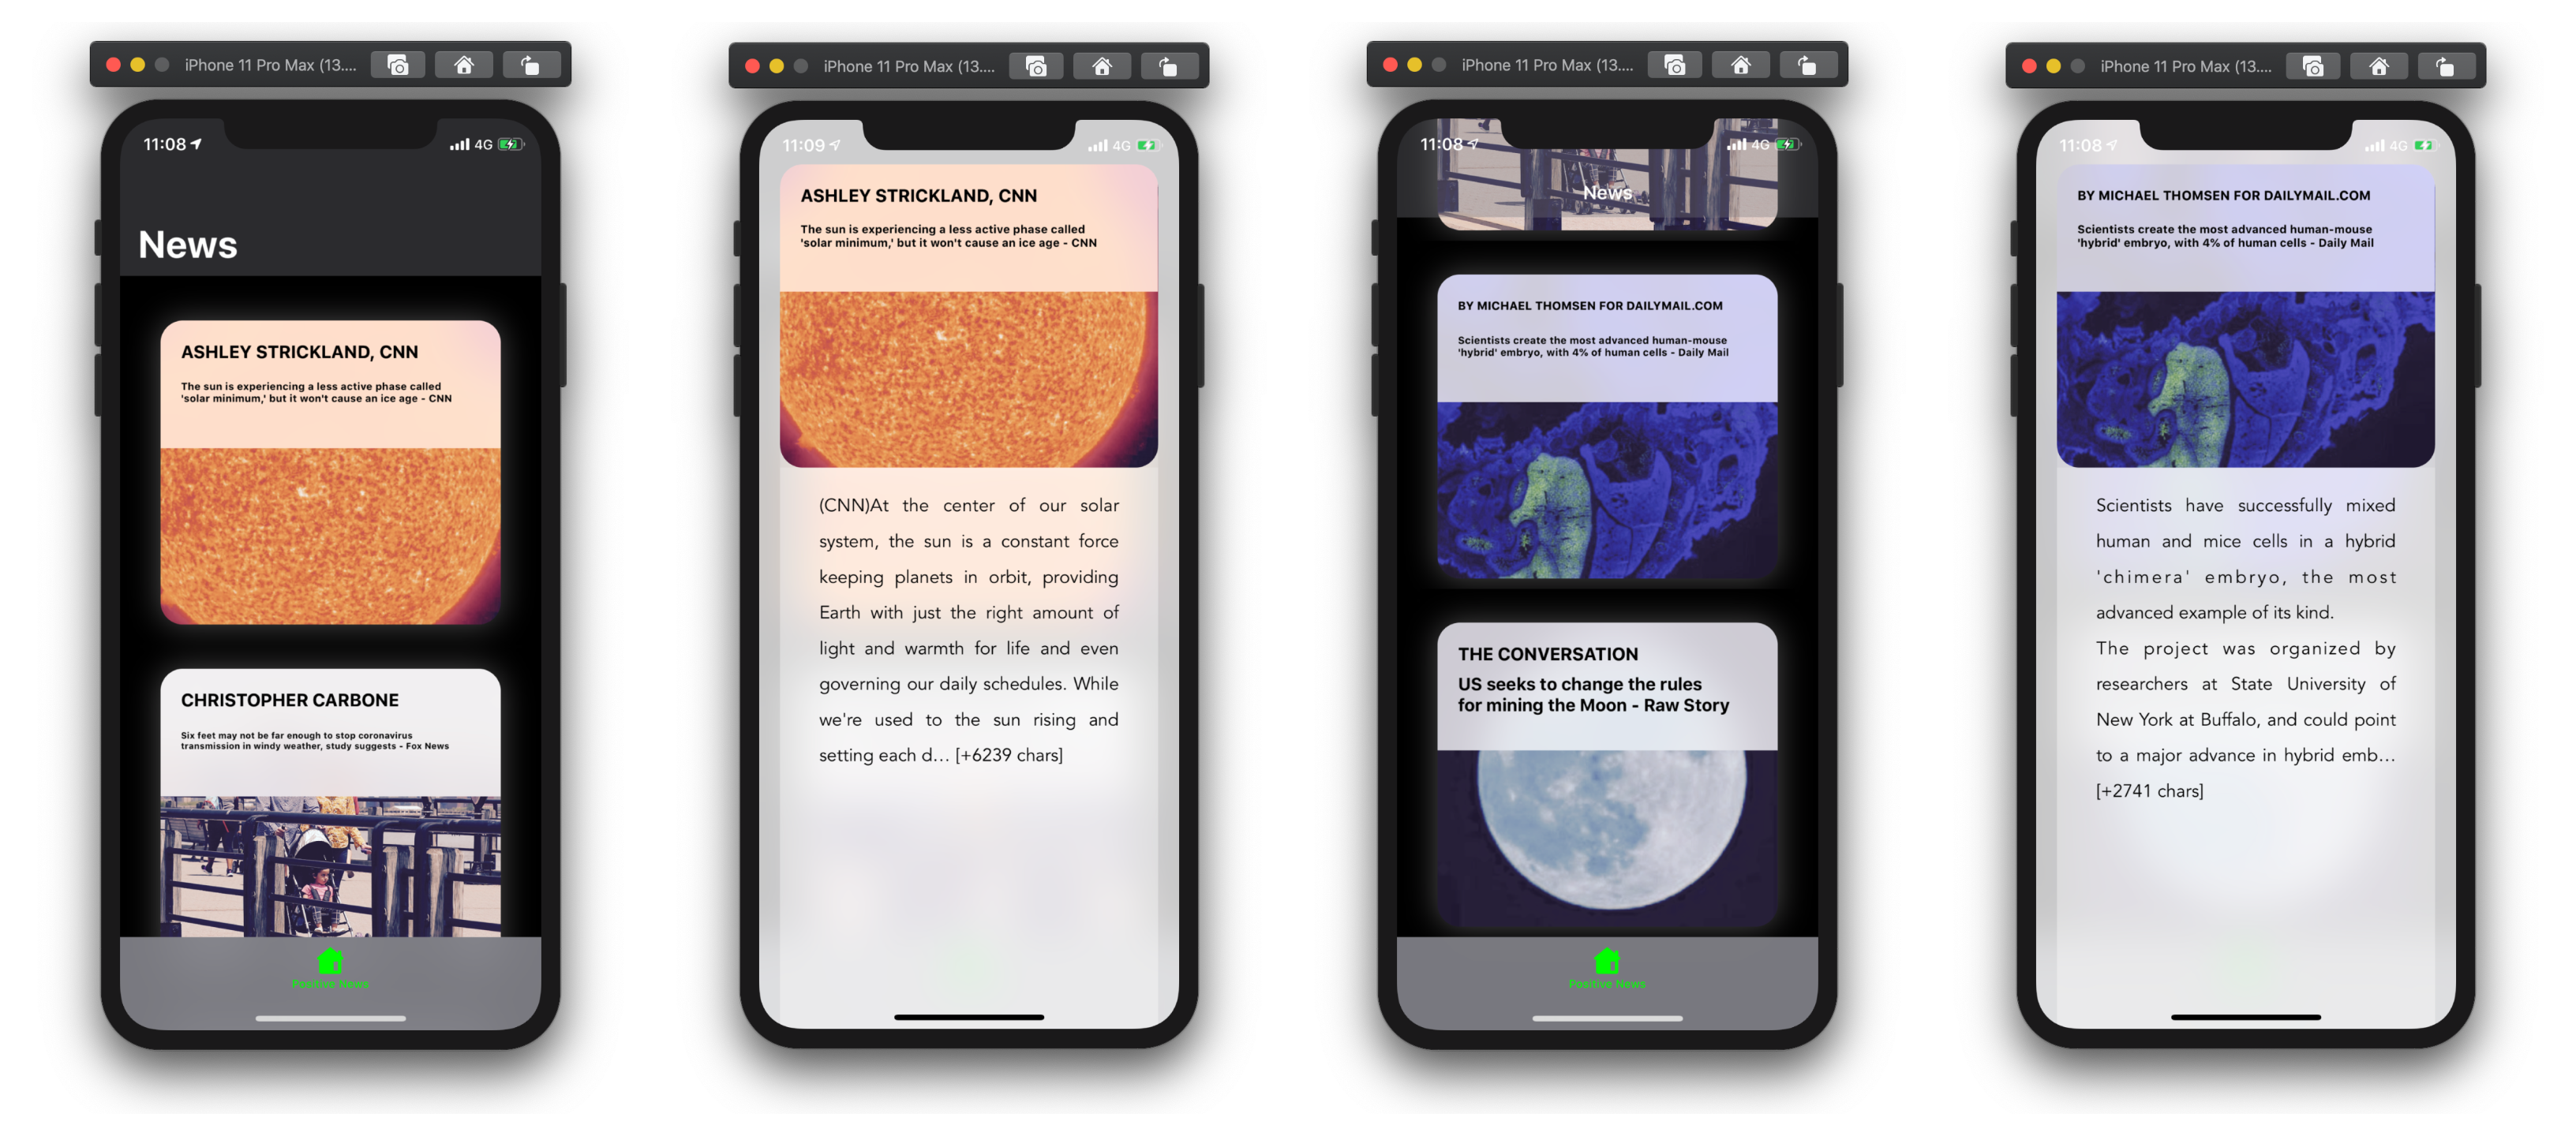 iPhone 11 Pro Max (13....
11:08
4G
News
ASHLEY STRICKLAND, CNN
The sun is experiencing a less active phase called
'solar minimum,' but it won't cause an ice age - CNN
CHRISTOPHER CARBONE
Six feet may not be far enough to stop coronavirus
transmission in windy weather, study suggests - Fox News
Positive News
iPhone 11 Pro Max (13....
11:09
4G
ASHLEY STRICKLAND, CNN
The sun is experiencing a less active phase called
'solar minimum,' but it won't cause an ice age - CNN
(CNN)At the center of our solar
system, the sun is a constant force
keeping planets in orbit, providing
Earth with just the right amount of
light and warmth for life and even
governing our daily schedules. While
we're used to the sun rising and
setting each d… [+6239 chars]
iPhone 11 Pro Max (13....
11:08
4G
News
BY MICHAEL THOMSEN FOR DAILYMAIL.COM
Scientists create the most advanced human-mouse
'hybrid' embryo, with 4% of human cells - Daily Mail
THE CONVERSATION
US seeks to change the rules
for mining the Moon - Raw Story
Positive News
iPhone 11 Pro Max (13....
11:08
4G
BY MICHAEL THOMSEN FOR DAILYMAIL.COM
Scientists create the most advanced human-mouse
'hybrid' embryo, with 4% of human cells - Daily Mail
Scientists have successfully mixed
human and mice cells in a hybrid
'chimera' embryo, the most
advanced example of its kind.
The project was organized by
researchers at State University of
New York at Buffalo, and could point
to a major advance in hybrid emb…
[+2741 chars]